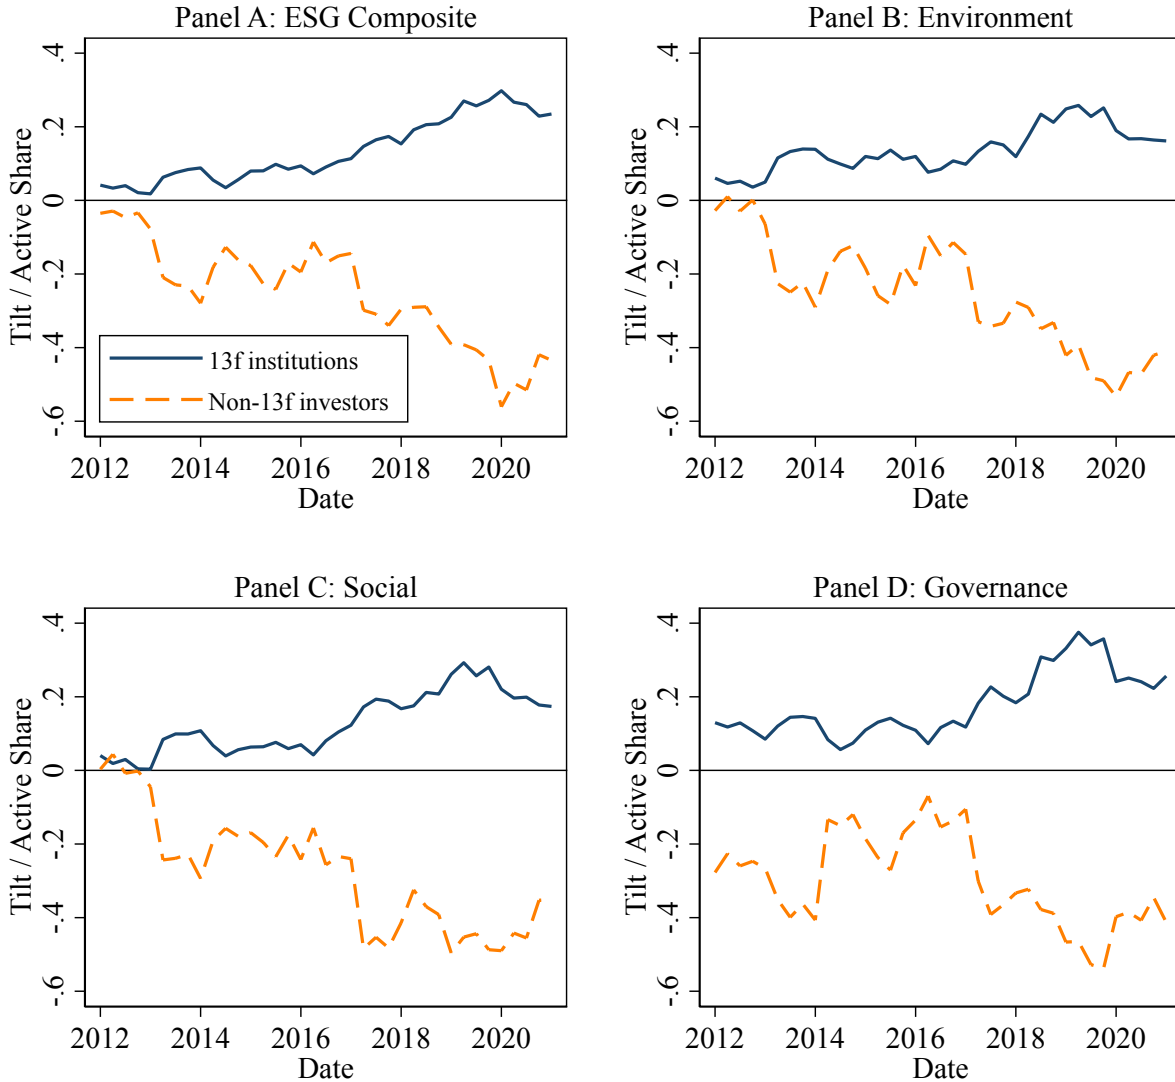 Panel A: ESG Composite
Tilt / Active Share
.4
.2
0
-.2
-.4
-.6
13f institutions
Non-13f investors
2012 2014 2016 2018 2020
Date
Panel B: Environment
Tilt / Active Share
.4
.2
0
-.2
-.4
-.6
2012 2014 2016 2018 2020
Date
Panel C: Social
Tilt / Active Share
.4
.2
0
-.2
-.4
-.6
2012 2014 2016 2018 2020
Date
Panel D: Governance
Tilt / Active Share
.4
.2
0
-.2
-.4
-.6
2012 2014 2016 2018 2020
Date